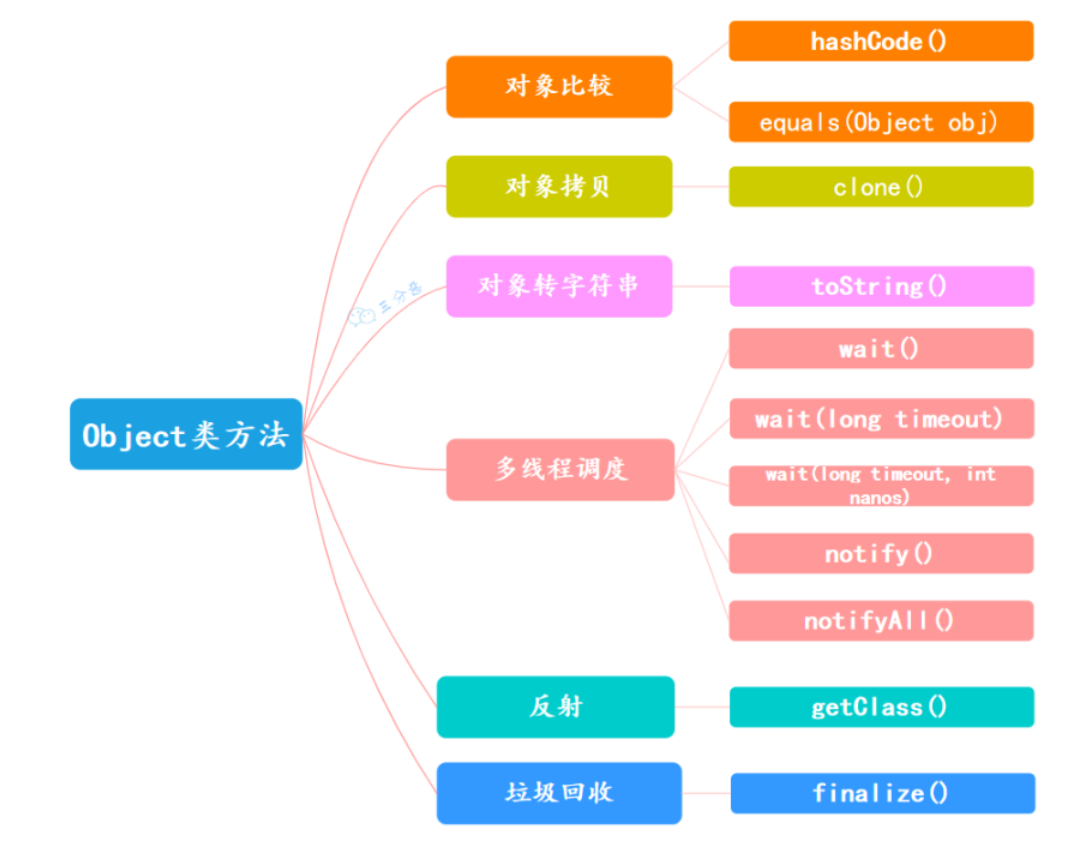 Object类方法
对象比较
hashCode()
equals(Object obj)
对象拷贝
clone()
对象转字符串
toString()
三分恶
多线程调度
wait()
wait(long timeout)
wait(long timeout, int
nanos)
notify()
notifyAll()
反射
getClass()
垃圾回收
finalize()